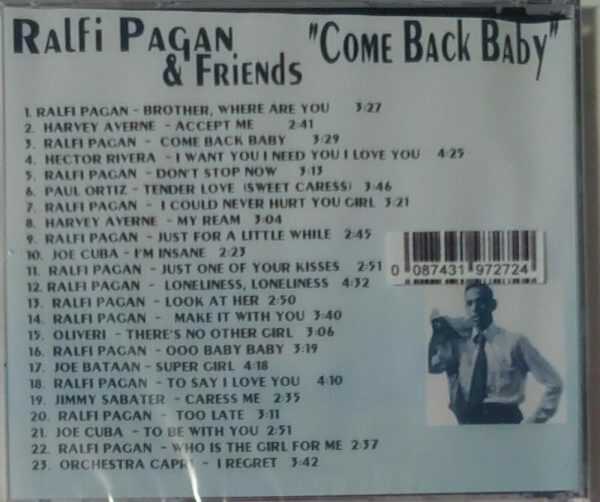 RALFI PAGAN "COME BACK BABY"
& FRIENDS
1. RALFI PAGAN - BROTHER, WHERE ARE YOU 3:27
2. HARVEY AVERNE - ACCEPT ME 2:41
3. RALFI PAGAN - COME BACK BABY 3:29
4. HECTOR RIVERA - I WANT YOU I NEED YOU I LOVE YOU 4:25
5. RALFI PAGAN - DON'T STOP NOW 3:13
6. PAUL ORTIZ - TENDER LOVE (SWEET CARESS) 3:46
7. RALFI PAGAN - I COULD NEVER HURT YOU GIRL 3:21
8. HARVEY AVERNE - MY REAM 3:04
9. RALFI PAGAN - JUST FOR A LITTLE WHILE 2:45
10. JOE CUBA - I'M INSANE 2:23
11. RALFI PAGAN - JUST ONE OF YOUR KISSES 2:51
12. RALFI PAGAN - LONELINESS, LONELINESS 4:32
13. RALFI PAGAN - LOOK AT HER 2:50
14. RALFI PAGAN - MAKE IT WITH YOU 3:40
15. OLIVERI - THERE'S NO OTHER GIRL 3:06
16. RALFI PAGAN - OOO BABY BABY 3:19
17. JOE BATAAN - SUPER GIRL 4:18
18. RALFI PAGAN - TO SAY I LOVE YOU 4:10
19. JIMMY SABATER - CARESS ME 2:35
20. RALFI PAGAN - TOO LATE 3:11
21. JOE CUBA - TO BE WITH YOU 2:51
22. RALFI PAGAN - WHO IS THE GIRL FOR ME 2:37
23. ORCHESTRA CAPRI - I REGRET 3:42
0 087431 972724